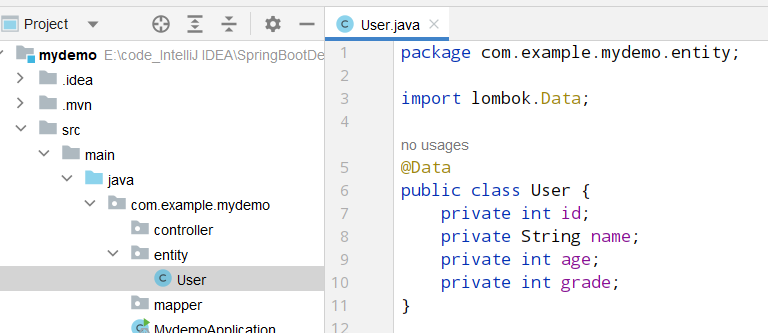 Project
User.java
mydemo E:\code_IntelliJ IDEA\SpringBootDe
.idea
.mvn
src
main
java
com.example.mydemo
controller
entity
C User
mapper
MydemoApplication
1 package com.example.mydemo.entity;
2
3 import lombok.Data;
4
no usages
5 @Data
6 public class User {
7 private int id;
8 private String name;
9 private int age;
10 private int grade;
11 }
12